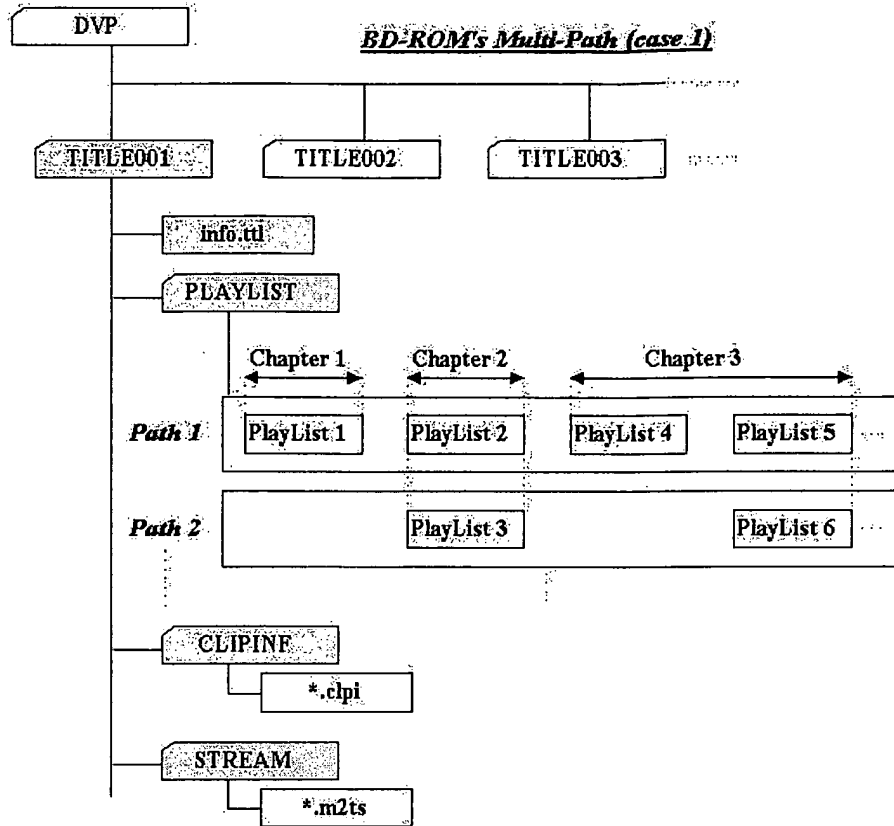 DVP
BD-ROM's Multi-Path (case 1)
TITLE001
TITLE002
TITLE003
info.ttl
PLAYLIST
Chapter 1
Chapter 2
Chapter 3
Path 1
PlayList 1
PlayList 2
PlayList 4
PlayList 5
Path 2
PlayList 3
PlayList 6
CLIPINF
*.clpi
STREAM
*.m2ts